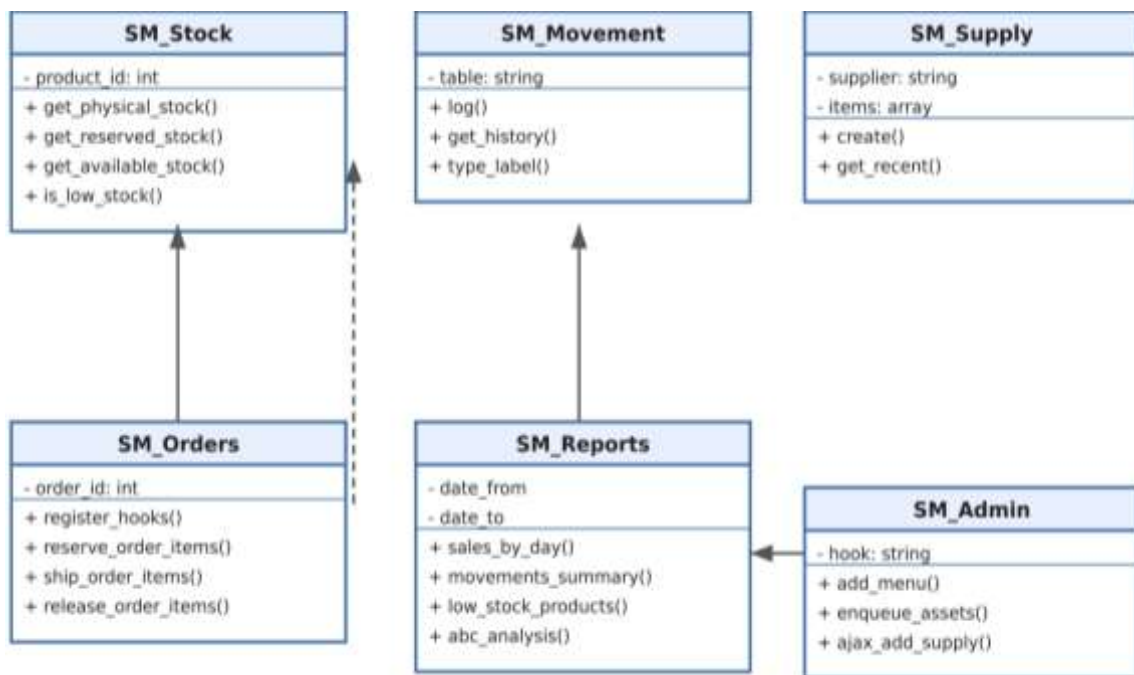 SM_Stock
- product_id: int
+ get_physical_stock()
+ get_reserved_stock()
+ get_available_stock()
+ is_low_stock()
SM_Movement
- table: string
+ log()
+ get_history()
+ type_label()
SM_Supply
- supplier: string
- items: array
+ create()
+ get_recent()
SM_Orders
- order_id: int
+ register_hooks()
+ reserve_order_items()
+ ship_order_items()
+ release_order_items()
SM_Reports
- date_from
- date_to
+ sales_by_day()
+ movements_summary()
+ low_stock_products()
+ abc_analysis()
SM_Admin
- hook: string
+ add_menu()
+ enqueue_assets()
+ ajax_add_supply()